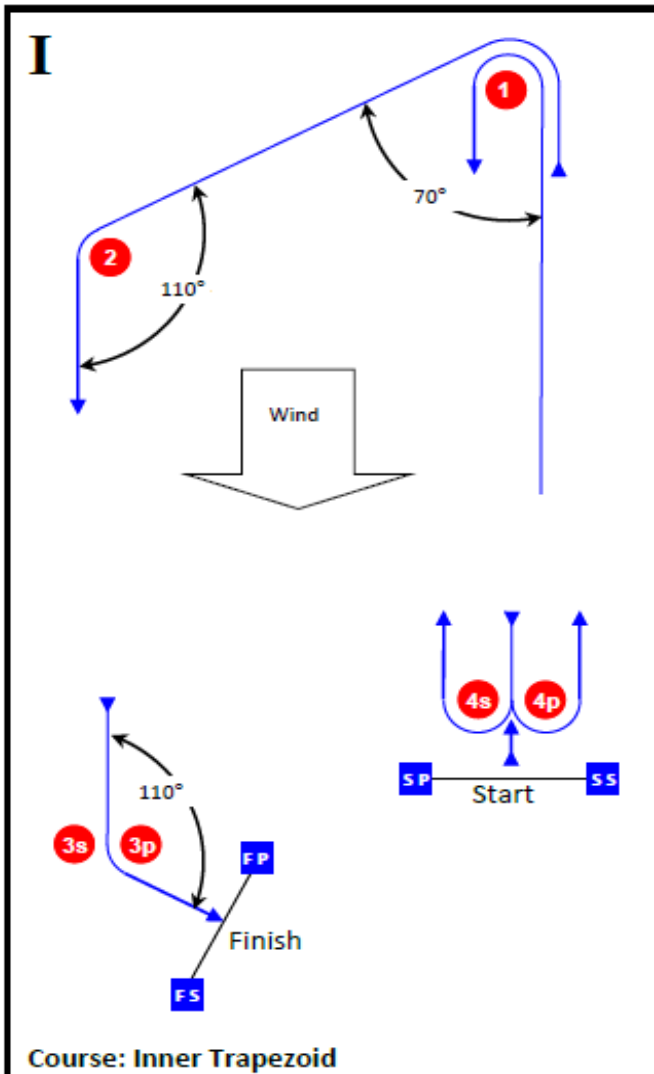 I
1
70°
2
110°
Wind
4s 4p
SP SS
Start
110°
3s 3p
FP
Finish
FS
Course: Inner Trapezoid